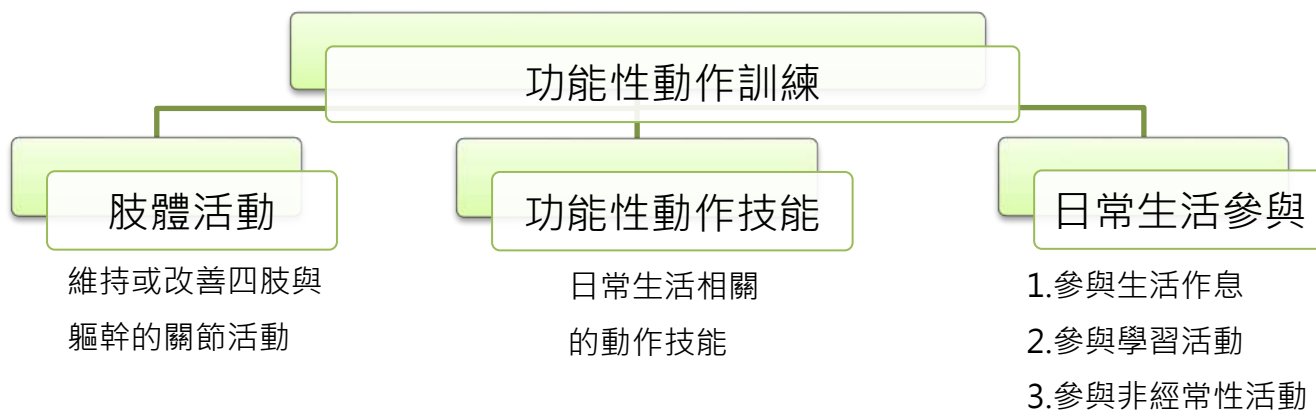 功能性動作訓練
肢體活動
維持或改善四肢與
軀幹的關節活動
功能性動作技能
日常生活相關
的動作技能
日常生活參與
1.參與生活作息
2.參與學習活動
3.參與非經常性活動